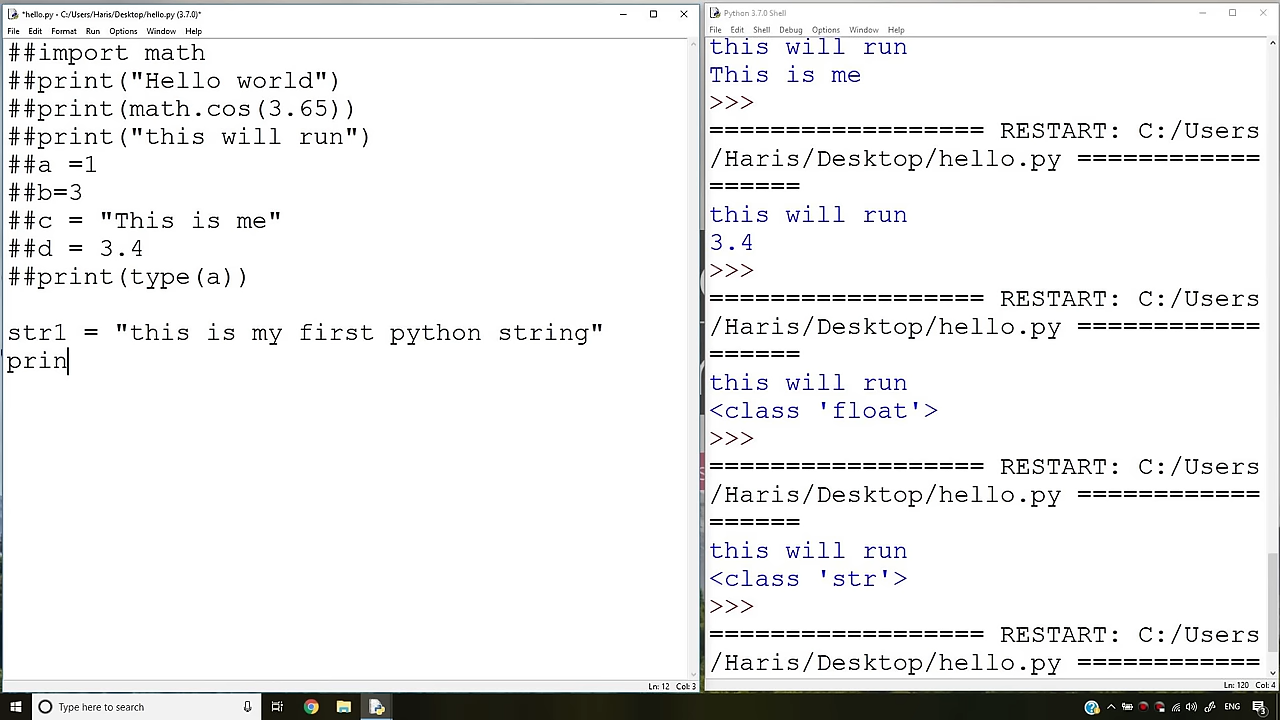 *hello.py - C:/Users/Haris/Desktop/hello.py (3.7.0)*
File Edit Format Run Options Window Help
##import math
##print("Hello world")
##print(math.cos(3.65))
##print("this will run")
##a =1
##b=3
##c = "This is me"
##d = 3.4
##print(type(a))
str1 = "this is my first python string"
prin
Ln: 12 Col: 3
Python 3.7.0 Shell
File Edit Shell Debug Options Window Help
this will run
This is me
>>>
================== RESTART: C:/Users
/Haris/Desktop/hello.py ============
======
this will run
3.4
>>>
================== RESTART: C:/Users
/Haris/Desktop/hello.py ============
======
this will run
<class 'float'>
>>>
================== RESTART: C:/Users
/Haris/Desktop/hello.py ============
======
this will run
<class 'str'>
>>>
================== RESTART: C:/Users
/Haris/Desktop/hello.py ============
Ln: 120 Col: 4
Type here to search
ENG